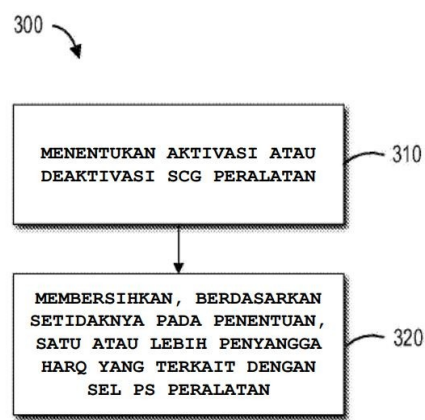 300
MENENTUKAN AKTIVASI ATAU
DEAKTIVASI SCG PERALATAN
310
MEMBERSIHKAN, BERDASARKAN
SETIDAKNYA PADA PENENTUAN,
SATU ATAU LEBIH PENYANGGA
HARQ YANG TERKAIT DENGAN
SEL PS PERALATAN
320